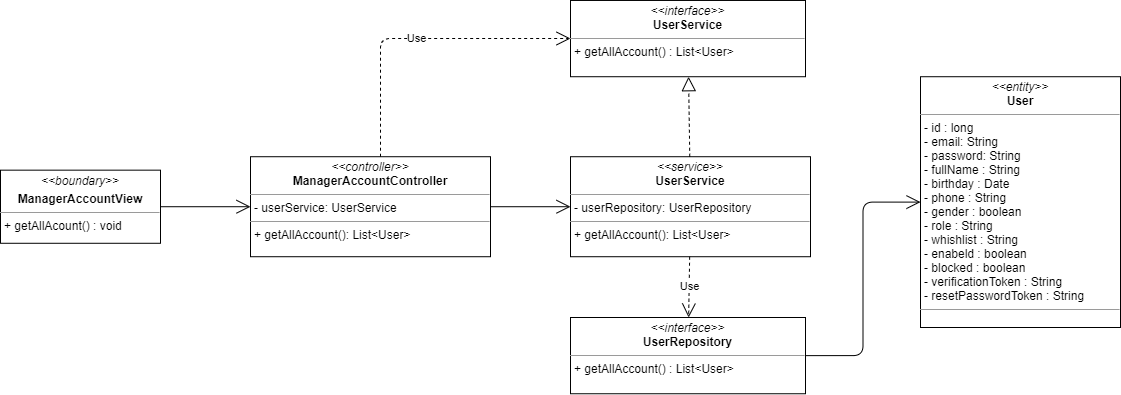 <<interface>>
UserService
+ getAllAccount() : List<User>
Use
<<entity>>
User
- id : long
- email: String
- password: String
- fullName : String
- birthday : Date
- phone : String
- gender : boolean
- role : String
- whishlist : String
- enabeld : boolean
- blocked : boolean
- verificationToken : String
- resetPasswordToken : String
<<boundary>>
ManagerAccountView
+ getAllAcount() : void
<<controller>>
ManagerAccountController
- userService: UserService
+ getAllAccount(): List<User>
<<service>>
UserService
- userRepository: UserRepository
+ getAllAccount(): List<User>
Use
<<interface>>
UserRepository
+ getAllAccount() : List<User>